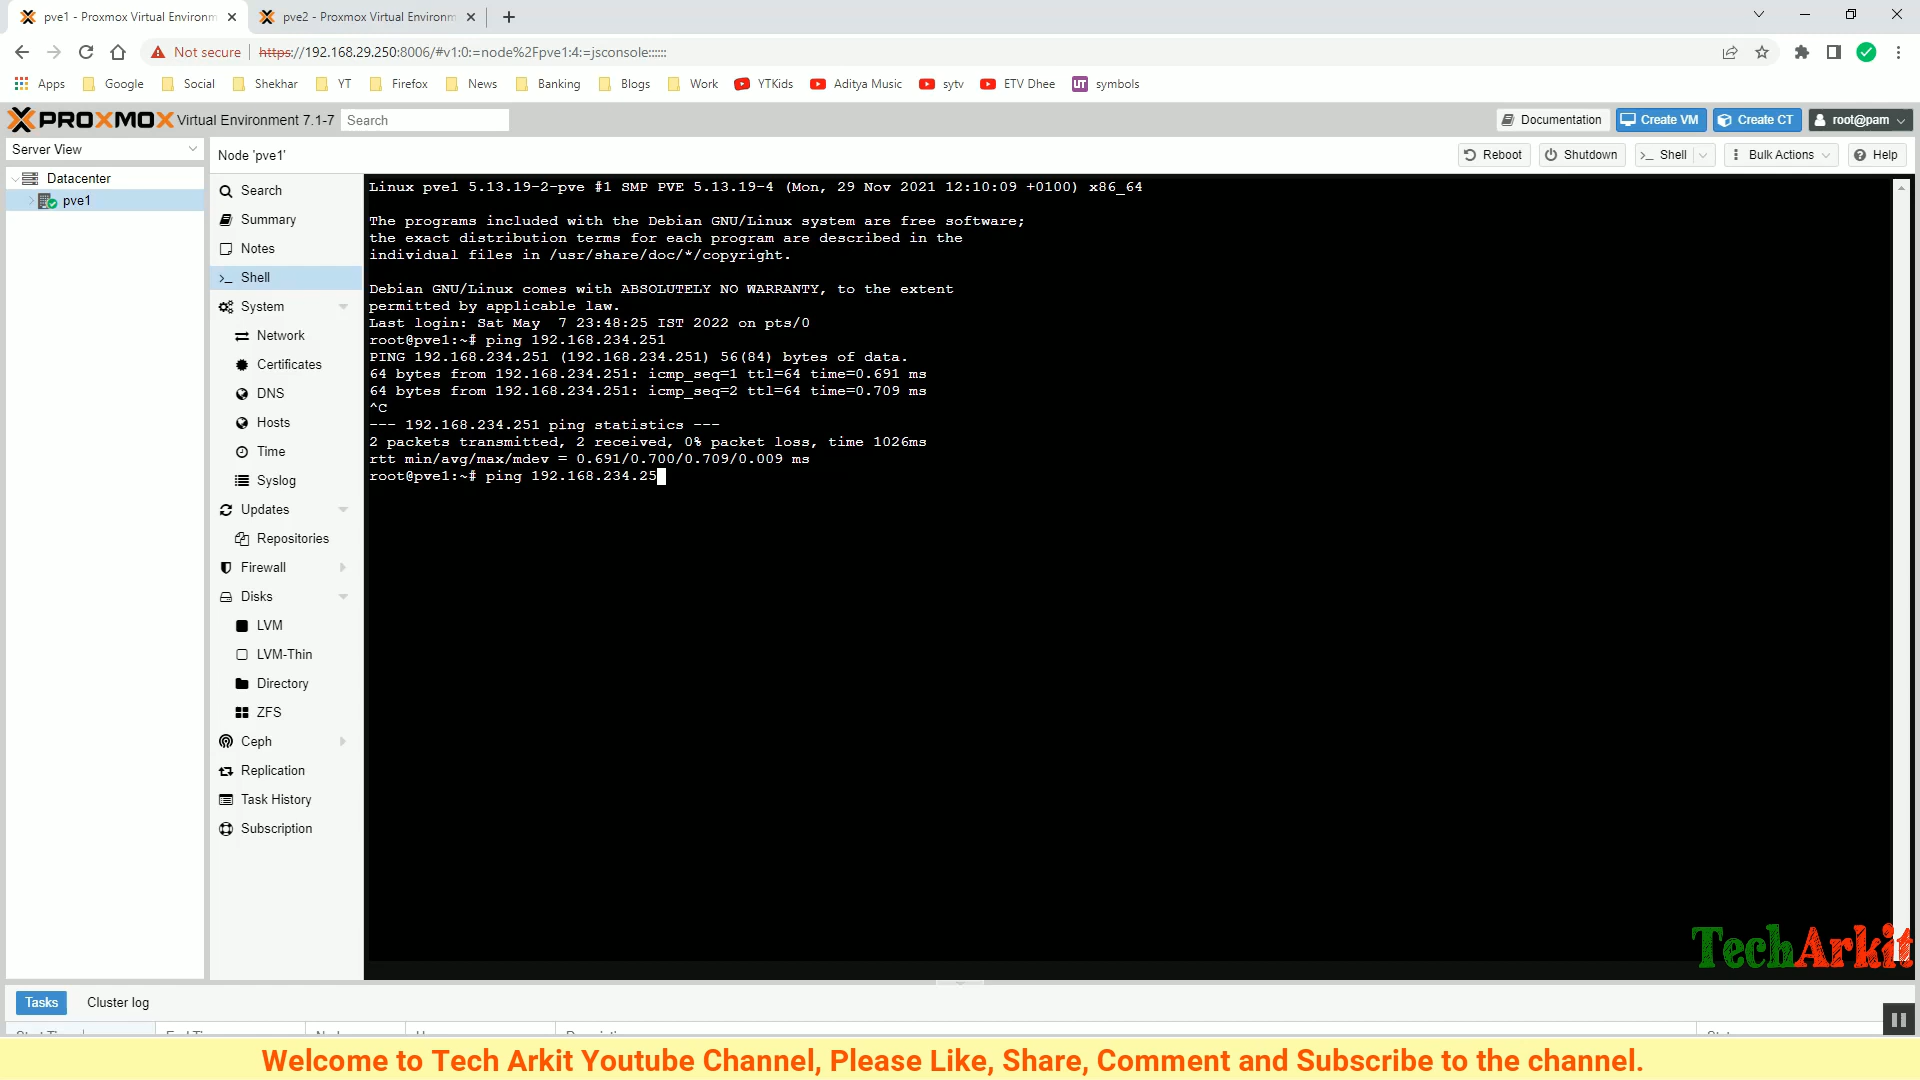 pve1 - Proxmox Virtual Environm
pve2 - Proxmox Virtual Environm
Not secure
https://192.168.29.250:8006/#v1:0:=node%2Fpve1:4:=jsconsole::::::
Apps Google Social Shekhar YT Firefox News Banking Blogs Work YTKids Aditya Music sytv ETV Dhee UT symbols
PROXMOX Virtual Environment 7.1-7 Search Documentation Create VM Create CT root@pam
Server View
Datacenter
pve1
Node 'pve1' Reboot Shutdown Shell Bulk Actions Help
Search
Summary
Notes
Shell
System
Network
Certificates
DNS
Hosts
Time
Syslog
Updates
Repositories
Firewall
Disks
LVM
LVM-Thin
Directory
ZFS
Ceph
Replication
Task History
Subscription
Linux pve1 5.13.19-2-pve #1 SMP PVE 5.13.19-4 (Mon, 29 Nov 2021 12:10:09 +0100) x86_64
The programs included with the Debian GNU/Linux system are free software;
the exact distribution terms for each program are described in the
individual files in /usr/share/doc/*/copyright.
Debian GNU/Linux comes with ABSOLUTELY NO WARRANTY, to the extent
permitted by applicable law.
Last login: Sat May  7 23:48:25 IST 2022 on pts/0
root@pve1:~# ping 192.168.234.251
PING 192.168.234.251 (192.168.234.251) 56(84) bytes of data.
64 bytes from 192.168.234.251: icmp_seq=1 ttl=64 time=0.691 ms
64 bytes from 192.168.234.251: icmp_seq=2 ttl=64 time=0.709 ms
^C
--- 192.168.234.251 ping statistics ---
2 packets transmitted, 2 received, 0% packet loss, time 1026ms
rtt min/avg/max/mdev = 0.691/0.700/0.709/0.009 ms
root@pve1:~# ping 192.168.234.25
TechArkit
Tasks Cluster log
Welcome to Tech Arkit Youtube Channel, Please Like, Share, Comment and Subscribe to the channel.